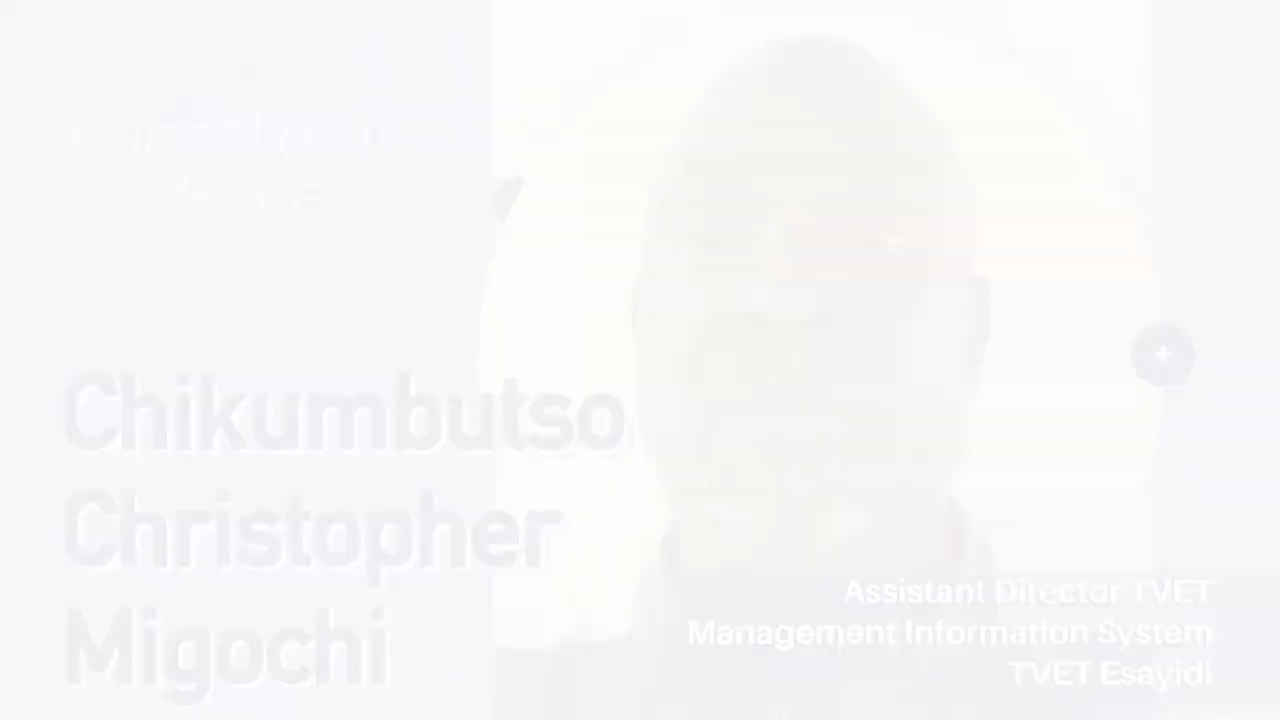 Chikumbutso
Christopher
Migochi
Assistant Director TVET
Management Information System
TVET Esayidi